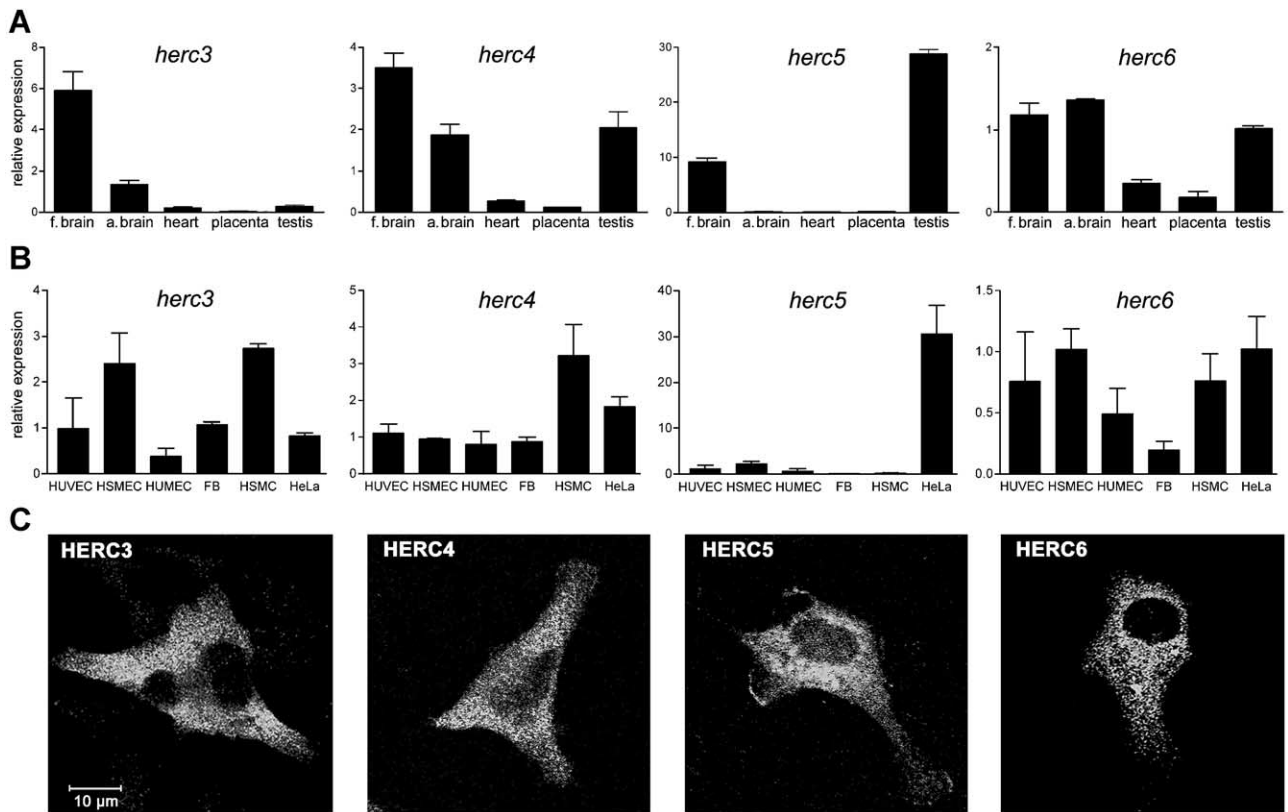 A
herc3
herc4
herc5
herc6
relative expression
8
6
4
2
0
4
3
2
1
0
30
20
10
0
2
1
0
f. brain a. brain heart placenta testis
f. brain a. brain heart placenta testis
f. brain a. brain heart placenta testis
f. brain a. brain heart placenta testis
B
herc3
herc4
herc5
herc6
relative expression
4
3
2
1
0
5
4
3
2
1
0
40
30
20
10
0
1.5
1.0
0.5
0.0
HUVEC HSMEC HUMEC FB HSMC HeLa
HUVEC HSMEC HUMEC FB HSMC HeLa
HUVEC HSMEC HUMEC FB HSMC HeLa
HUVEC HSMEC HUMEC FB HSMC HeLa
C
HERC3
HERC4
HERC5
HERC6
10 µm